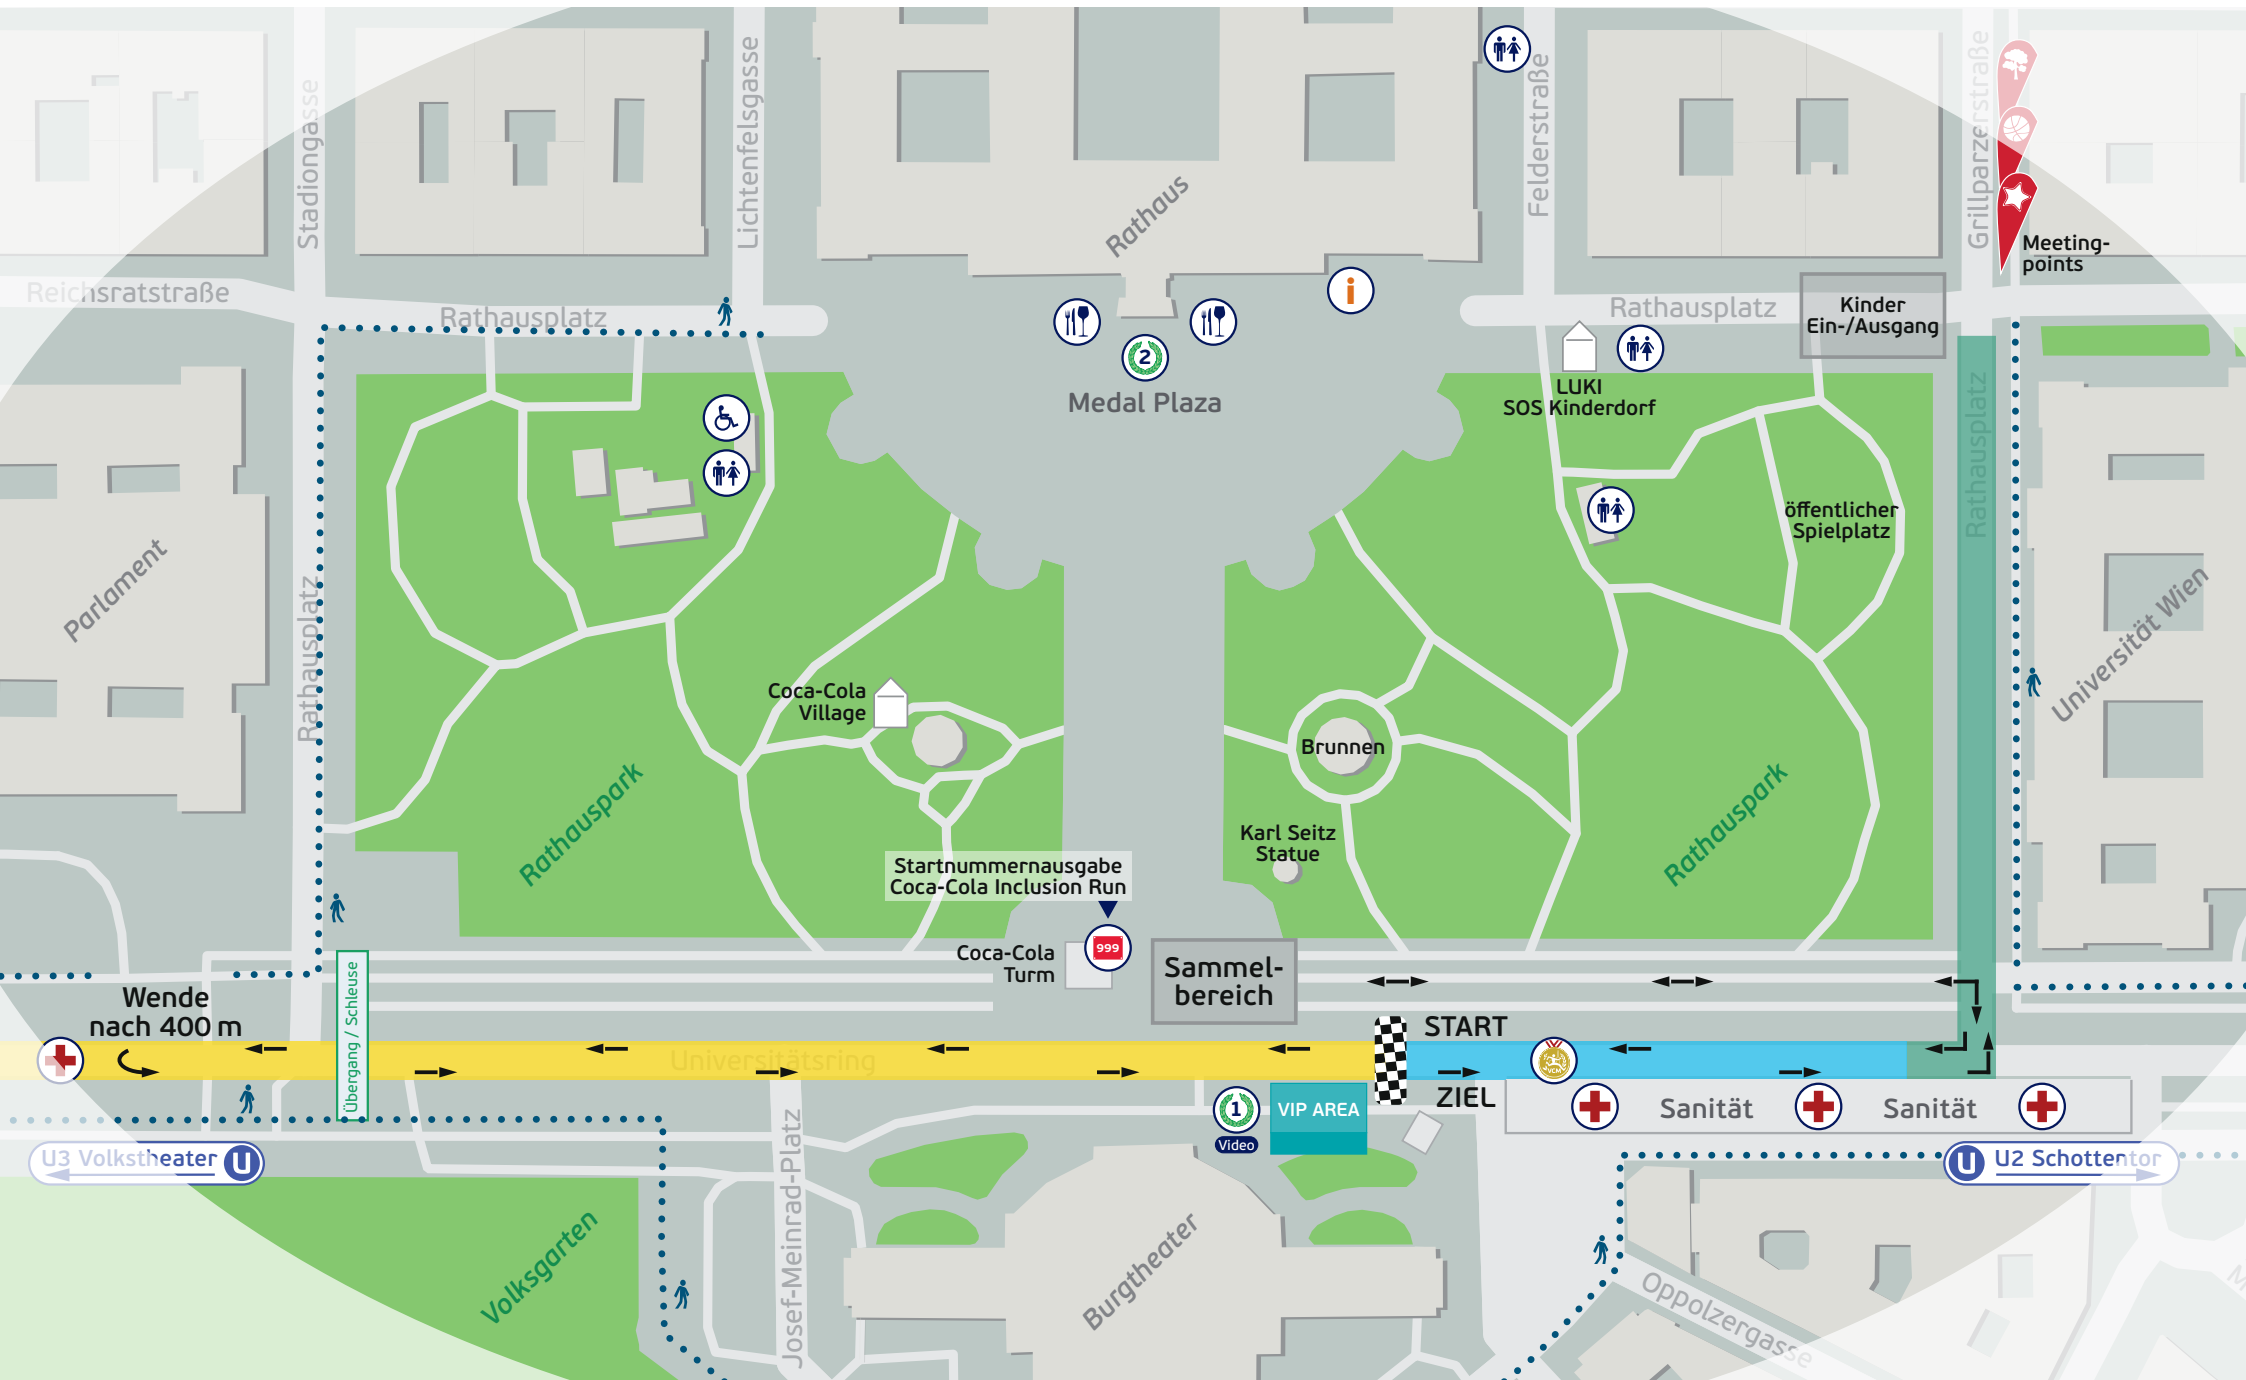 Stadiongasse
Lichtenfelsgasse
Rathaus
Felderstraße
Grillparzerstraße
Meeting-
points
Reichsratstraße
Rathausplatz
i
Rathausplatz
Kinder
Ein-/Ausgang
2
Medal Plaza
LUKI
SOS Kinderdorf
Rathausplatz
öffentlicher
Spielplatz
Parlament
Rathausplatz
Universität Wien
Coca-Cola
Village
Brunnen
Rathauspark
Karl Seitz
Statue
Rathauspark
Startnummernausgabe
Coca-Cola Inclusion Run
999
Coca-Cola
Turm
Sammel-
bereich
Wende
nach 400 m
Übergang / Schleuse
START
Universitätsring
VCM
ZIEL
1
Video
VIP AREA
Sanität
Sanität
U3 Volkstheater U
U U2 Schottentor
Josef-Meinrad-Platz
Volksgarten
Burgtheater
Oppolzergasse
M